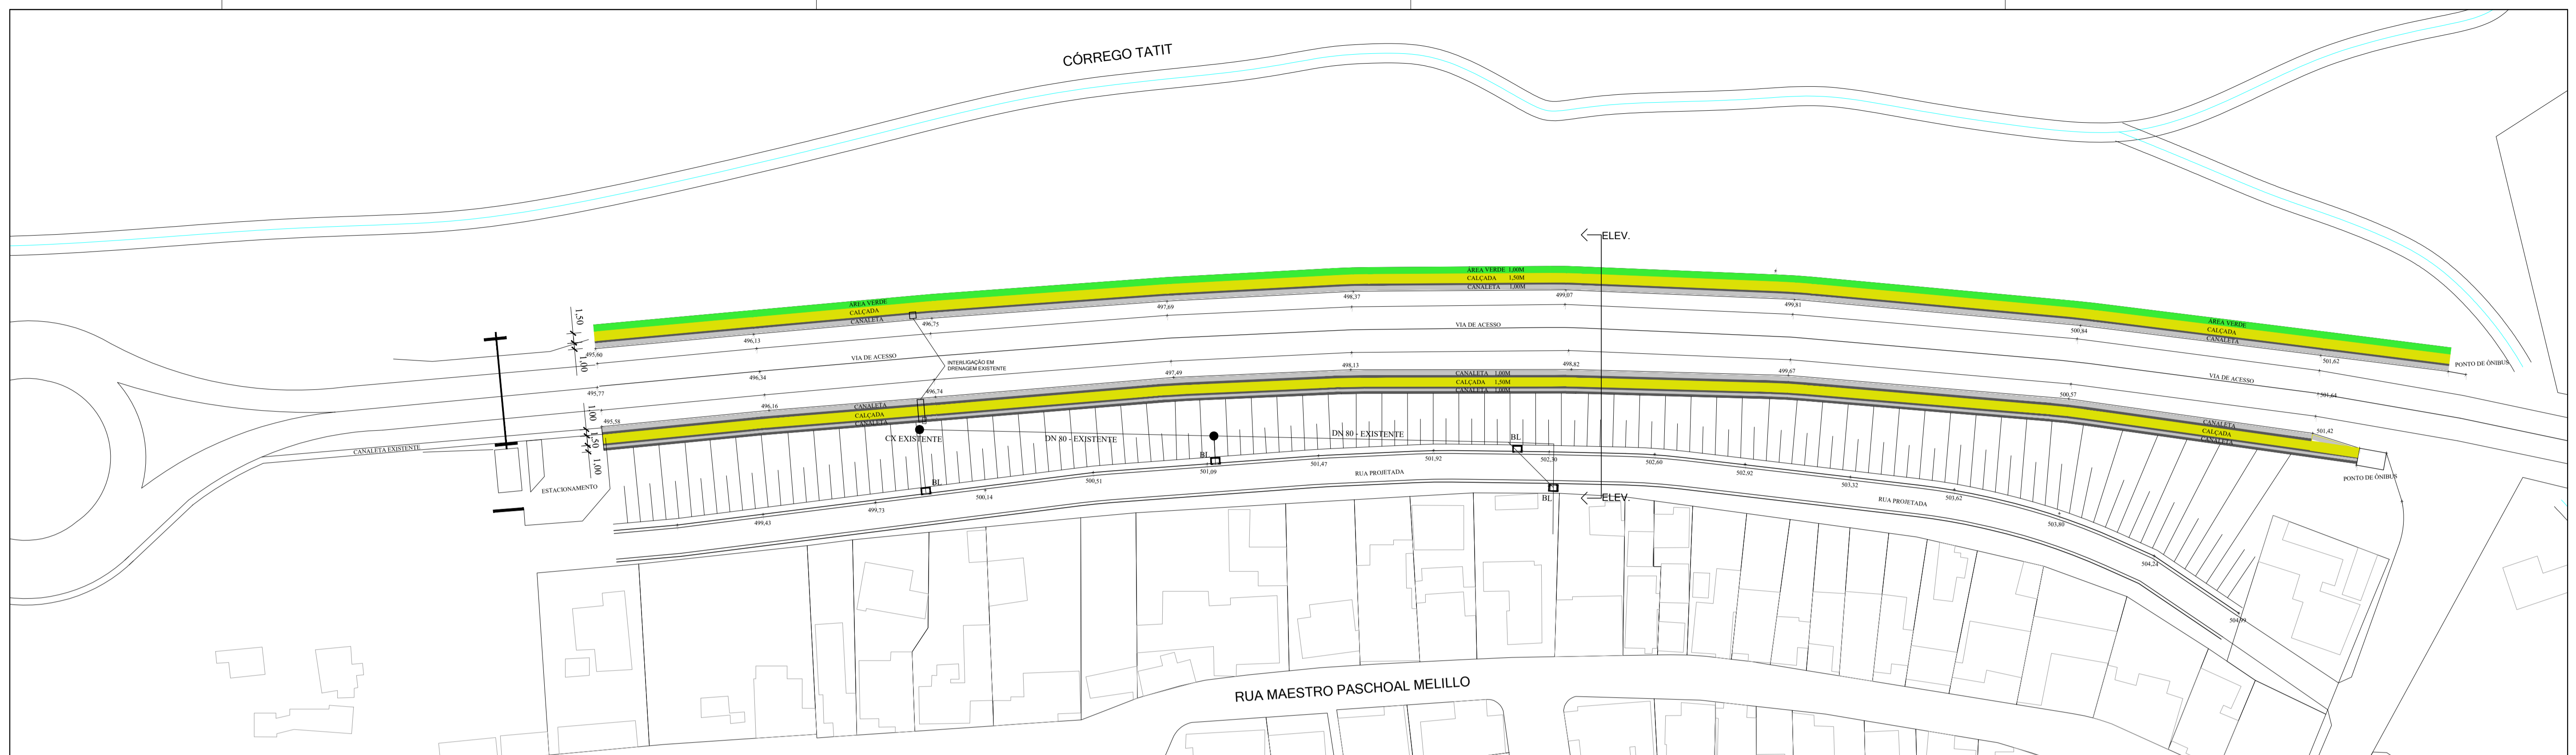 CÓRREGO TATIT
ELEV.
ÁREA VERDE 1,00M
CALÇADA 1,50M
CANALETA 1,00M
ÁREA VERDE
CALÇADA
CANALETA
ÁREA VERDE
CALÇADA
CANALETA
1,50
1,00
495,60
496,13
496,75
497,69
498,37
499,07
499,81
500,84
501,62
PONTO DE ÔNIBUS
VIA DE ACESSO
VIA DE ACESSO
VIA DE ACESSO
INTERLIGAÇÃO EM
DRENAGEM EXISTENTE
495,77
496,34
501,64
495,58
496,16
496,74
497,49
498,13
498,82
499,67
500,57
501,42
1,00
1,50
1,00
CANALETA
CALÇADA
CANALETA
CANALETA 1,00M
CALÇADA 1,50M
CANALETA 1,00M
CANALETA
CALÇADA
CANALETA
CANALETA EXISTENTE
ESTACIONAMENTO
CX EXISTENTE
DN 80 - EXISTENTE
DN 80 - EXISTENTE
BL
BL
BL
BL
PONTO DE ÔNIBUS
RUA PROJETADA
RUA PROJETADA
ELEV.
499,43
499,73
500,14
500,51
501,09
501,47
501,92
502,30
502,60
502,92
503,32
503,62
503,80
504,24
504,99
RUA MAESTRO PASCHOAL MELILLO